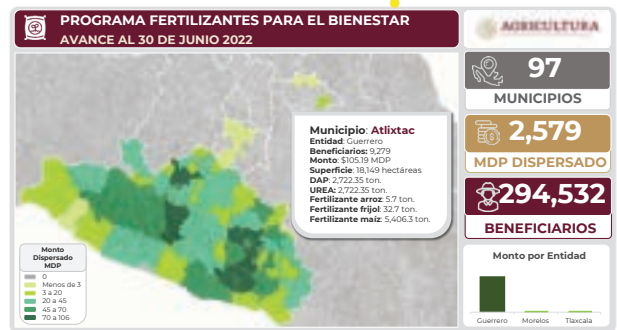 PROGRAMA FERTILIZANTES PARA EL BIENESTAR
AVANCE AL 30 DE JUNIO 2022
AGRICULTURA
97
MUNICIPIOS
2,579
MDP DISPERSADO
294,532
BENEFICIARIOS
Municipio: Atlixtac
Entidad: Guerrero
Beneficiarios: 9,279
Monto: $105.19 MDP
Superficie: 18,149 hectáreas
DAP: 2,722.35 ton.
UREA: 2,722.35 ton.
Fertilizante arroz: 5.7 ton.
Fertilizante frijol: 32.7 ton.
Fertilizante maíz: 5,406.3 ton.
Monto
Dispersado
MDP
0
Menos de 3
3 a 20
20 a 45
45 a 70
70 a 106
Monto por Entidad
Guerrero Morelos Tlaxcala